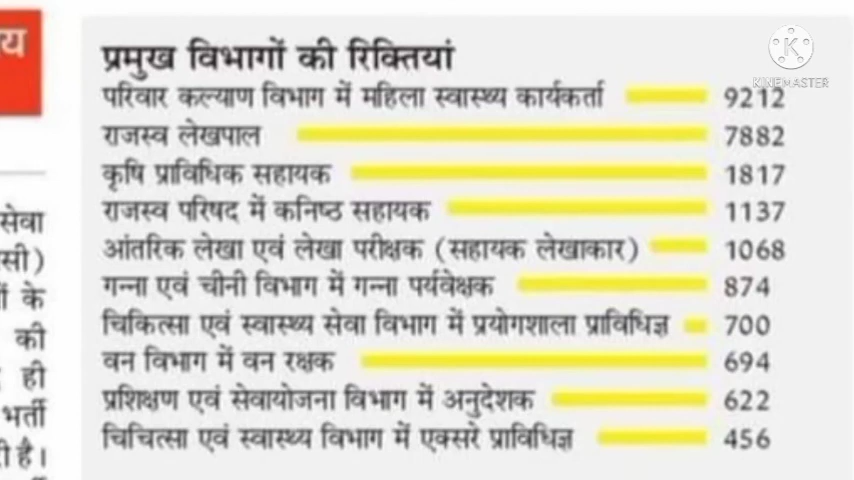 य
सेवा
सी)
ों के
की
ही
भर्ती
ी है।
प्रमुख विभागों की रिक्तियां
परिवार कल्याण विभाग में महिला स्वास्थ्य कार्यकर्ता 9212
राजस्व लेखपाल 7882
कृषि प्राविधिक सहायक 1817
राजस्व परिषद में कनिष्ठ सहायक 1137
आंतरिक लेखा एवं लेखा परीक्षक (सहायक लेखाकार) 1068
गन्ना एवं चीनी विभाग में गन्ना पर्यवेक्षक 874
चिकित्सा एवं स्वास्थ्य सेवा विभाग में प्रयोगशाला प्राविधिज्ञ 700
वन विभाग में वन रक्षक 694
प्रशिक्षण एवं सेवायोजना विभाग में अनुदेशक 622
चिचित्सा एवं स्वास्थ्य विभाग में एक्सरे प्राविधिज्ञ 456
K
KINEMASTER